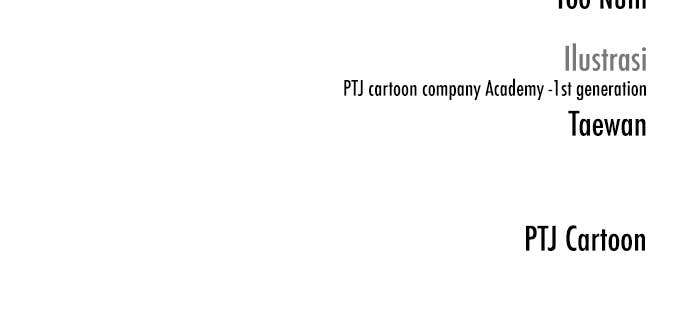 Ilustrasi
PTJ cartoon company Academy -1st generation
Taewan
PTJ Cartoon